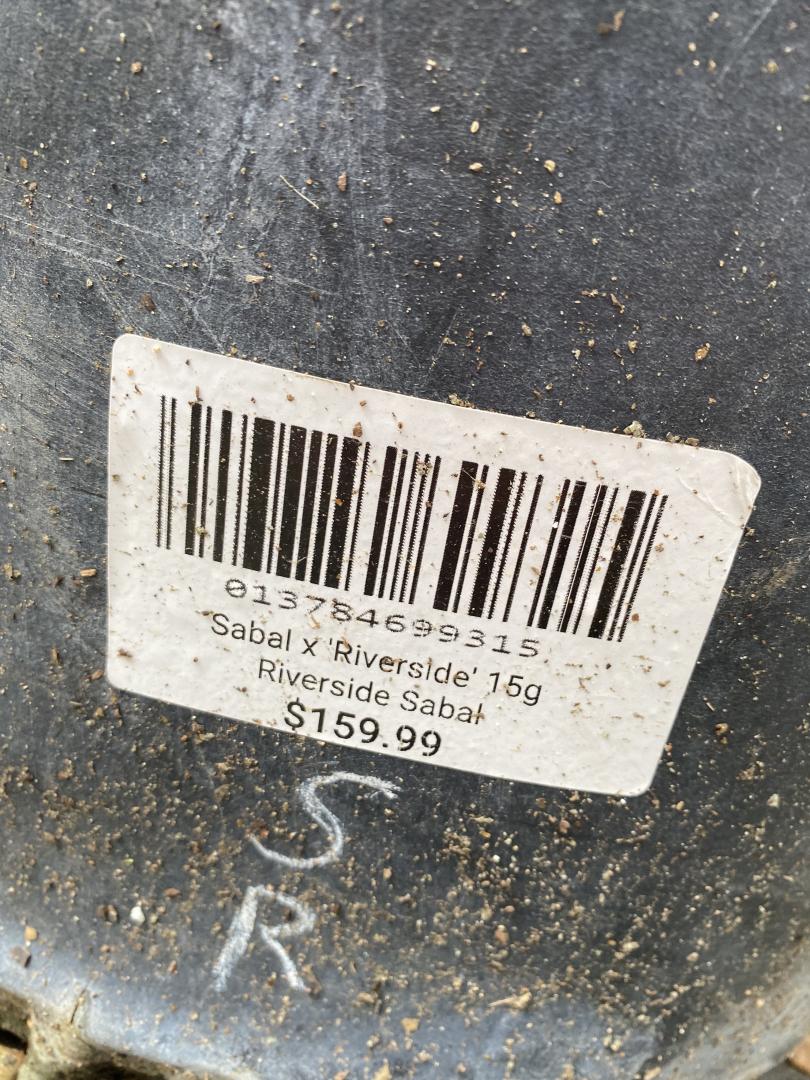 013784699315
Sabal x 'Riverside' 15g
Riverside Sabal
$159.99
S
R